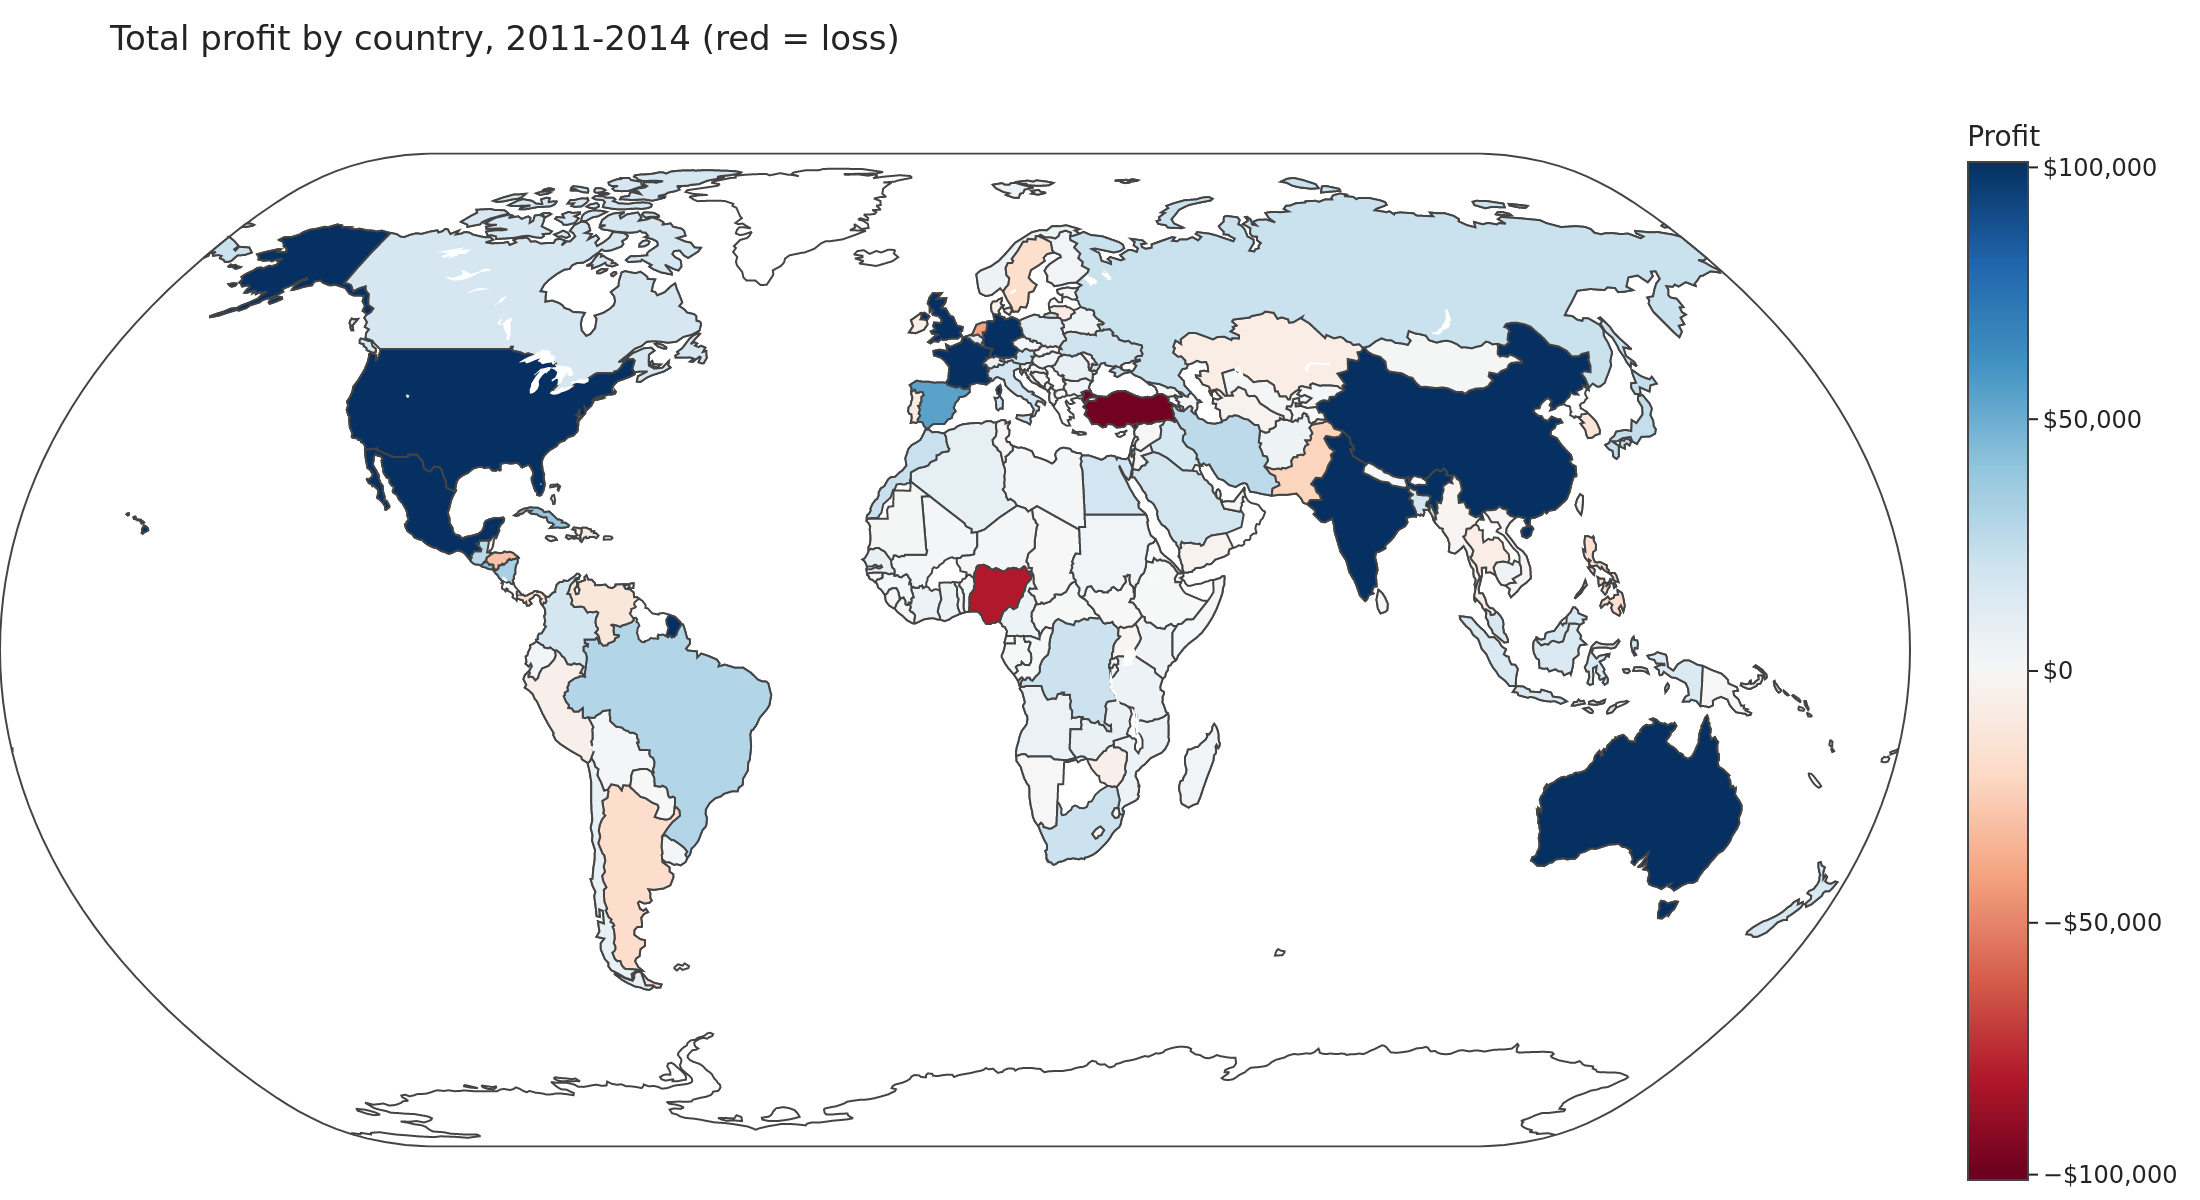 Total profit by country, 2011-2014 (red = loss)
Profit
$100,000
$50,000
$0
−$50,000
−$100,000